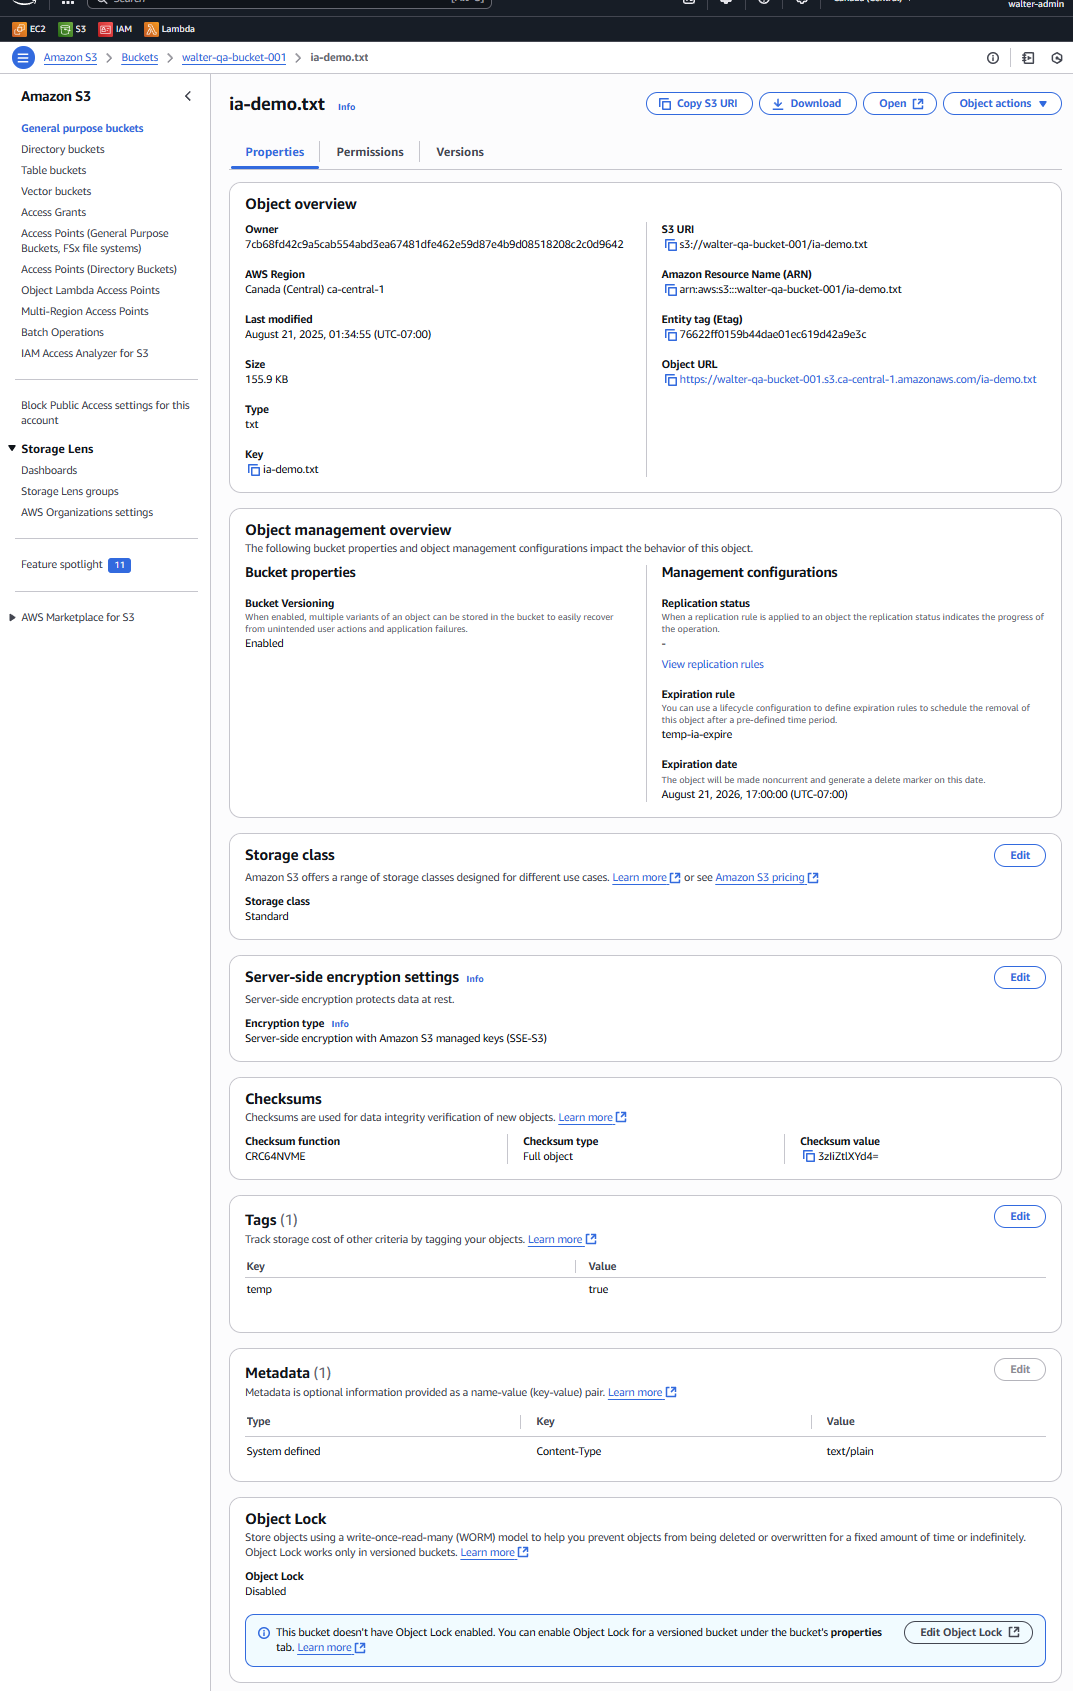 walter-admin
EC2 S3 IAM Lambda
Amazon S3 > Buckets > walter-qa-bucket-001 > ia-demo.txt
Amazon S3
General purpose buckets
Directory buckets
Table buckets
Vector buckets
Access Grants
Access Points (General Purpose
Buckets, FSx file systems)
Access Points (Directory Buckets)
Object Lambda Access Points
Multi-Region Access Points
Batch Operations
IAM Access Analyzer for S3
Block Public Access settings for this
account
Storage Lens
Dashboards
Storage Lens groups
AWS Organizations settings
Feature spotlight 11
AWS Marketplace for S3
ia-demo.txt Info
Copy S3 URI Download Open Object actions
Properties Permissions Versions
Object overview
Owner
7cb68fd42c9a5cab554abd3ea67481dfe462e59d87e4b9d08518208c2c0d9642
AWS Region
Canada (Central) ca-central-1
Last modified
August 21, 2025, 01:34:55 (UTC-07:00)
Size
155.9 KB
Type
txt
Key
ia-demo.txt
S3 URI
s3://walter-qa-bucket-001/ia-demo.txt
Amazon Resource Name (ARN)
arn:aws:s3:::walter-qa-bucket-001/ia-demo.txt
Entity tag (Etag)
76622ff0159b44dae01ec619d42a9e3c
Object URL
https://walter-qa-bucket-001.s3.ca-central-1.amazonaws.com/ia-demo.txt
Object management overview
The following bucket properties and object management configurations impact the behavior of this object.
Bucket properties
Bucket Versioning
When enabled, multiple variants of an object can be stored in the bucket to easily recover
from unintended user actions and application failures.
Enabled
Management configurations
Replication status
When a replication rule is applied to an object the replication status indicates the progress of
the operation.
-
View replication rules
Expiration rule
You can use a lifecycle configuration to define expiration rules to schedule the removal of
this object after a pre-defined time period.
temp-ia-expire
Expiration date
The object will be made noncurrent and generate a delete marker on this date.
August 21, 2026, 17:00:00 (UTC-07:00)
Storage class
Edit
Amazon S3 offers a range of storage classes designed for different use cases. Learn more or see Amazon S3 pricing
Storage class
Standard
Server-side encryption settings Info
Edit
Server-side encryption protects data at rest.
Encryption type Info
Server-side encryption with Amazon S3 managed keys (SSE-S3)
Checksums
Checksums are used for data integrity verification of new objects. Learn more
Checksum function
CRC64NVME
Checksum type
Full object
Checksum value
Tags (1)
Edit
Track storage cost of other criteria by tagging your objects. Learn more
Key Value
temp true
Metadata (1)
Edit
Metadata is optional information provided as a name-value (key-value) pair. Learn more
Type Key Value
System defined Content-Type text/plain
Object Lock
Store objects using a write-once-read-many (WORM) model to help you prevent objects from being deleted or overwritten for a fixed amount of time or indefinitely.
Object Lock works only in versioned buckets. Learn more
Object Lock
Disabled
This bucket doesn't have Object Lock enabled. You can enable Object Lock for a versioned bucket under the bucket's properties
tab. Learn more
Edit Object Lock